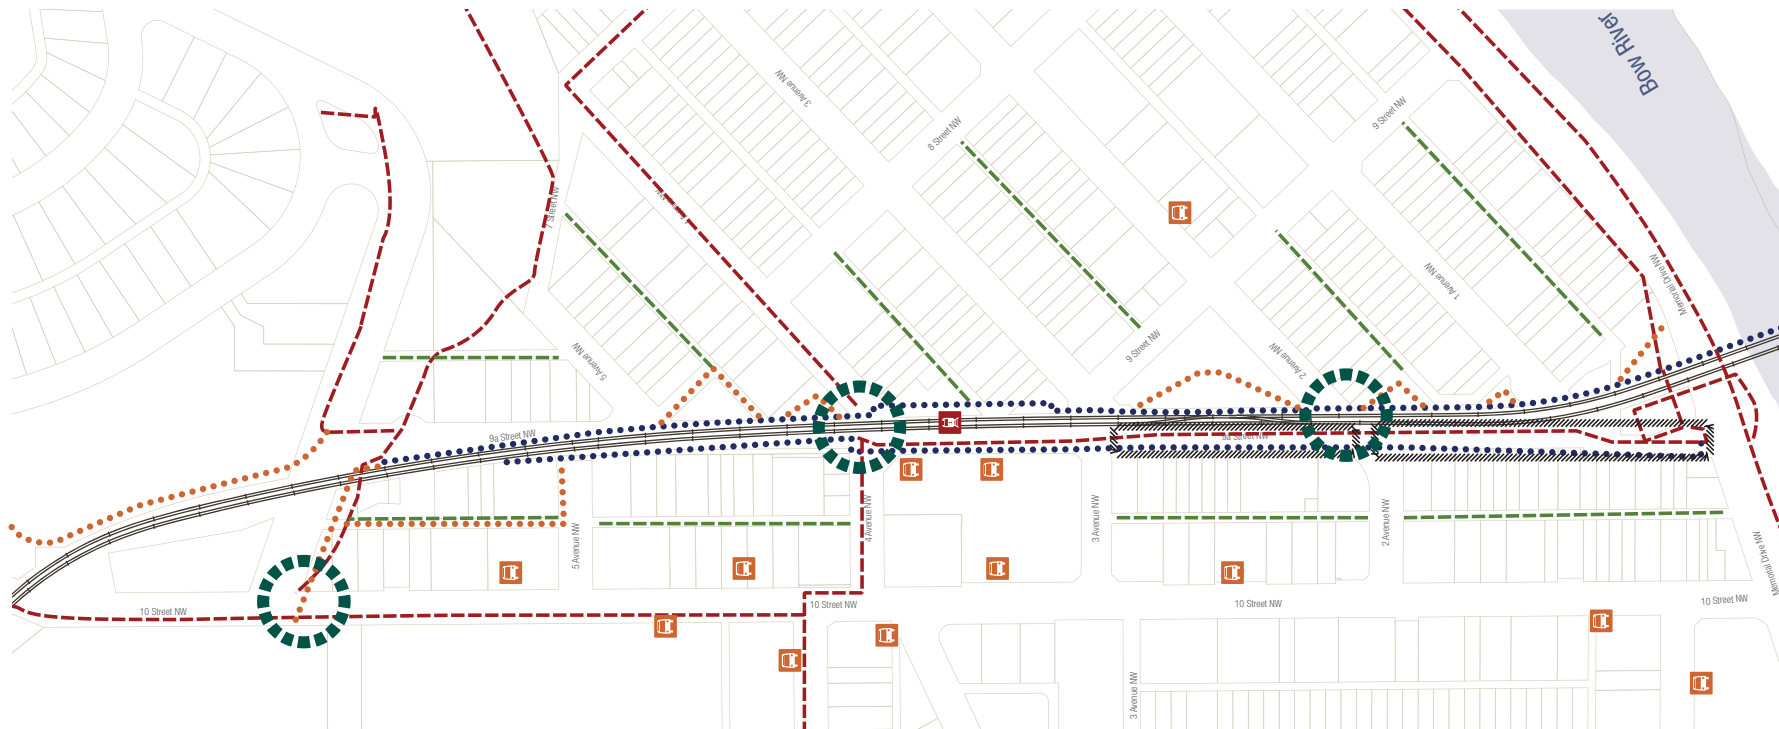 Bow River
3 Avenue NW
8 Street NW
9 Street NW
7 Street NW
Memorial Drive NW
1 Avenue NW
9 Street NW
5 Avenue NW
2 Avenue NW
9a Street NW
9a Street NW
4 Avenue NW
3 Avenue NW
2 Avenue NW
5 Avenue NW
Memorial Drive NW
10 Street NW
10 Street NW
10 Street NW
10 Street NW
3 Avenue NW